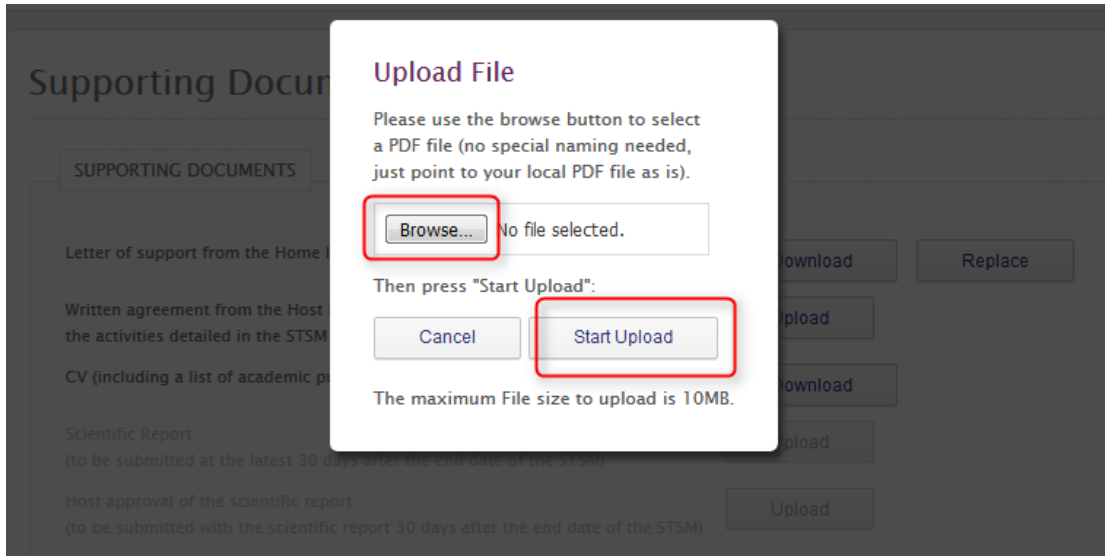 Supporting Docum
Upload File
Please use the browse button to select
a PDF file (no special naming needed,
just point to your local PDF file as is).
SUPPORTING DOCUMENTS
Browse... No file selected.
Letter of support from the Home
Download Replace
Then press "Start Upload":
Written agreement from the Host
the activities detailed in the STSM
Upload
Cancel Start Upload
CV (including a list of academic
Download
The maximum File size to upload is 10MB.
Scientific Report
(to be submitted at the latest 30 days after the end date of the STSM)
Upload
Host approval of the scientific report
(to be submitted with the scientific report 30 days after the end date of the STSM)
Upload